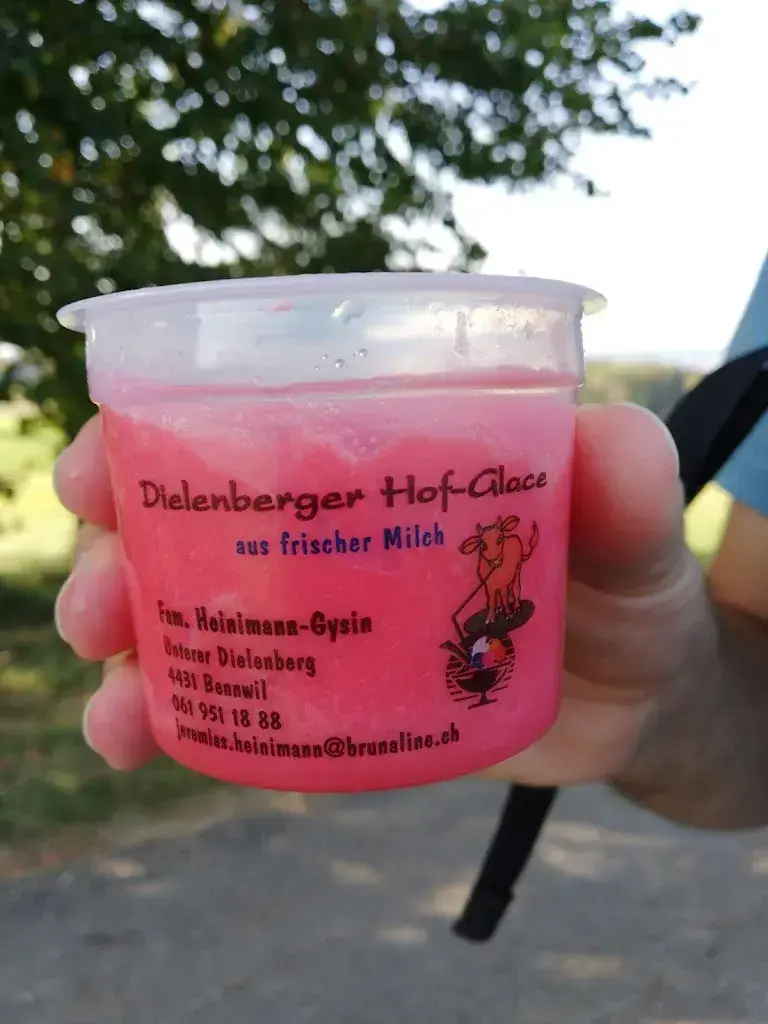 Dielenberger Hof-Glace
aus frischer Milch
Fam. Heinimann-Gysin
Unterer Dielenberg
4431 Bennwil
061 951 18 88
jeremias.heinimann@brunaline.ch